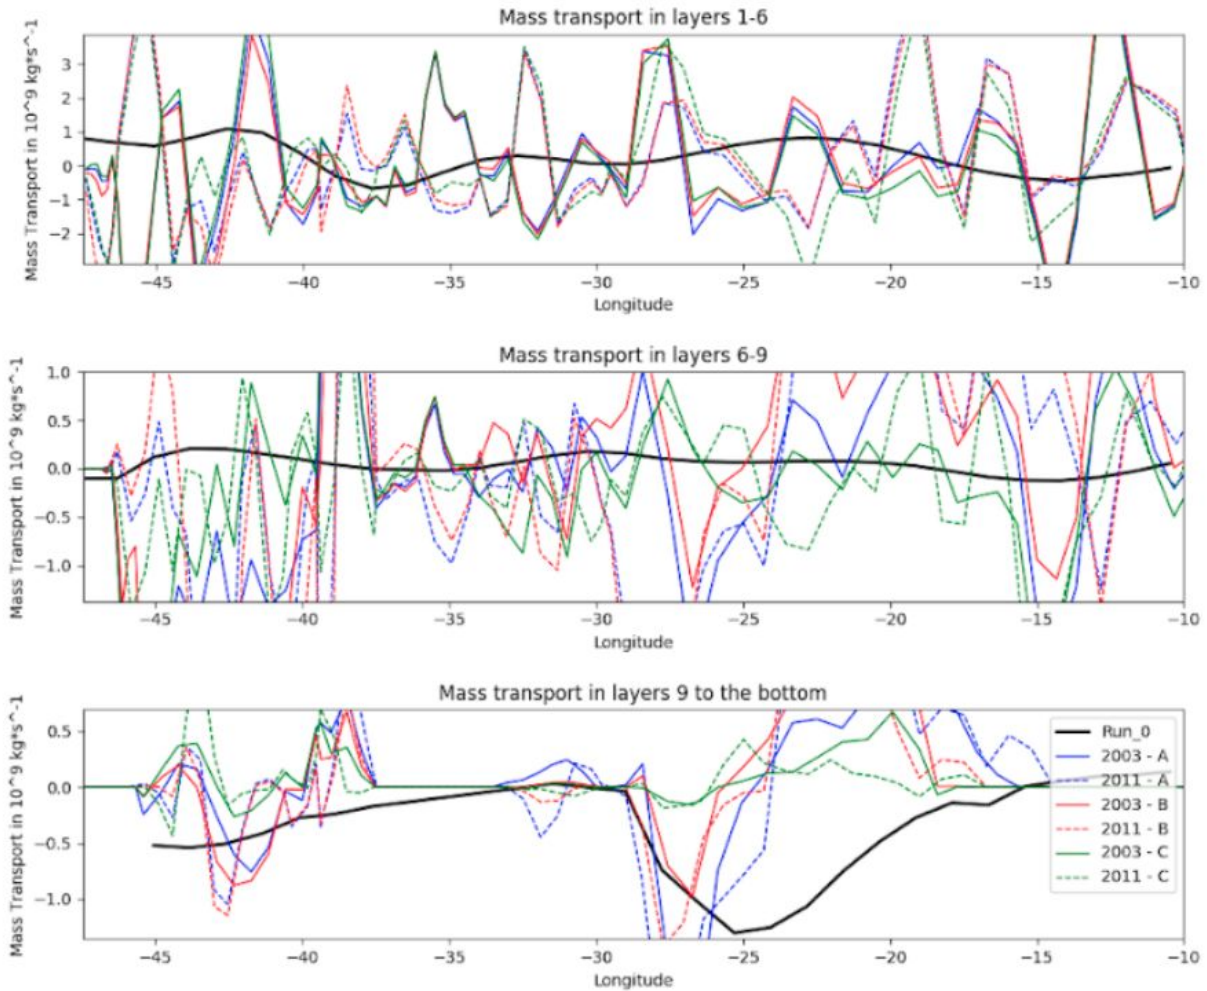 Mass transport in layers 1-6
Mass Transport in 10^9 kg*s^-1
3
2
1
0
−1
−2
−45 −40 −35 −30 −25 −20 −15 −10
Longitude
Mass transport in layers 6-9
Mass Transport in 10^9 kg*s^-1
1.0
0.5
0.0
−0.5
−1.0
−45 −40 −35 −30 −25 −20 −15 −10
Longitude
Mass transport in layers 9 to the bottom
Mass Transport in 10^9 kg*s^-1
0.5
0.0
−0.5
−1.0
Run_0
2003 - A
2011 - A
2003 - B
2011 - B
2003 - C
2011 - C
−45 −40 −35 −30 −25 −20 −15 −10
Longitude